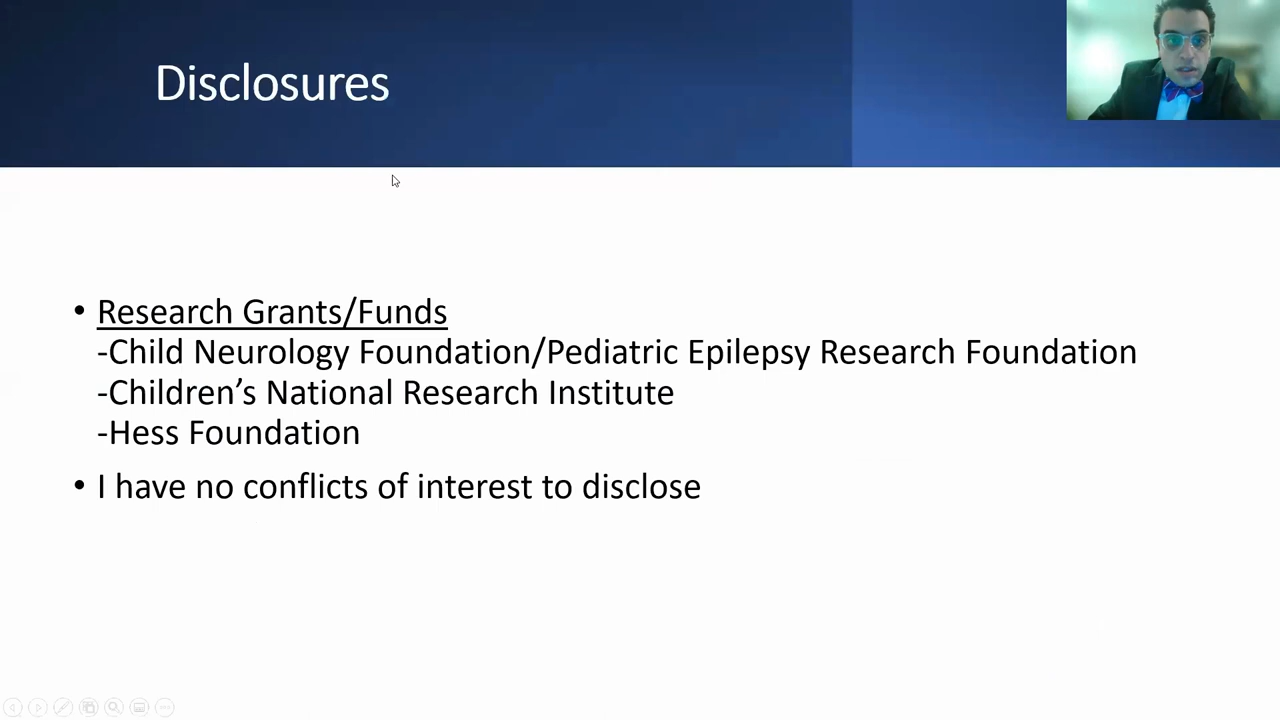 Disclosures
• Research Grants/Funds
-Child Neurology Foundation/Pediatric Epilepsy Research Foundation
-Children’s National Research Institute
-Hess Foundation
• I have no conflicts of interest to disclose